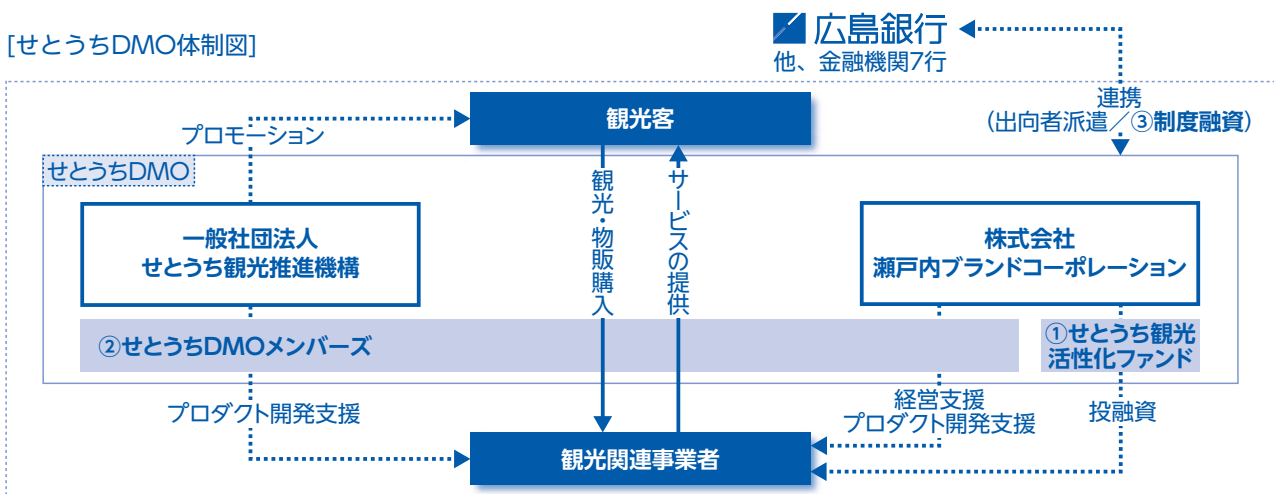 [せとうちDMO体制図]
広島銀行
他、金融機関7行
連携
(出向者派遣／③制度融資)
観光客
プロモーション
せとうちDMO
観光・物販購入
サービスの提供
一般社団法人
せとうち観光推進機構
株式会社
瀬戸内ブランドコーポレーション
②せとうちDMOメンバーズ
①せとうち観光
活性化ファンド
プロダクト開発支援
経営支援
プロダクト開発支援
投融資
観光関連事業者